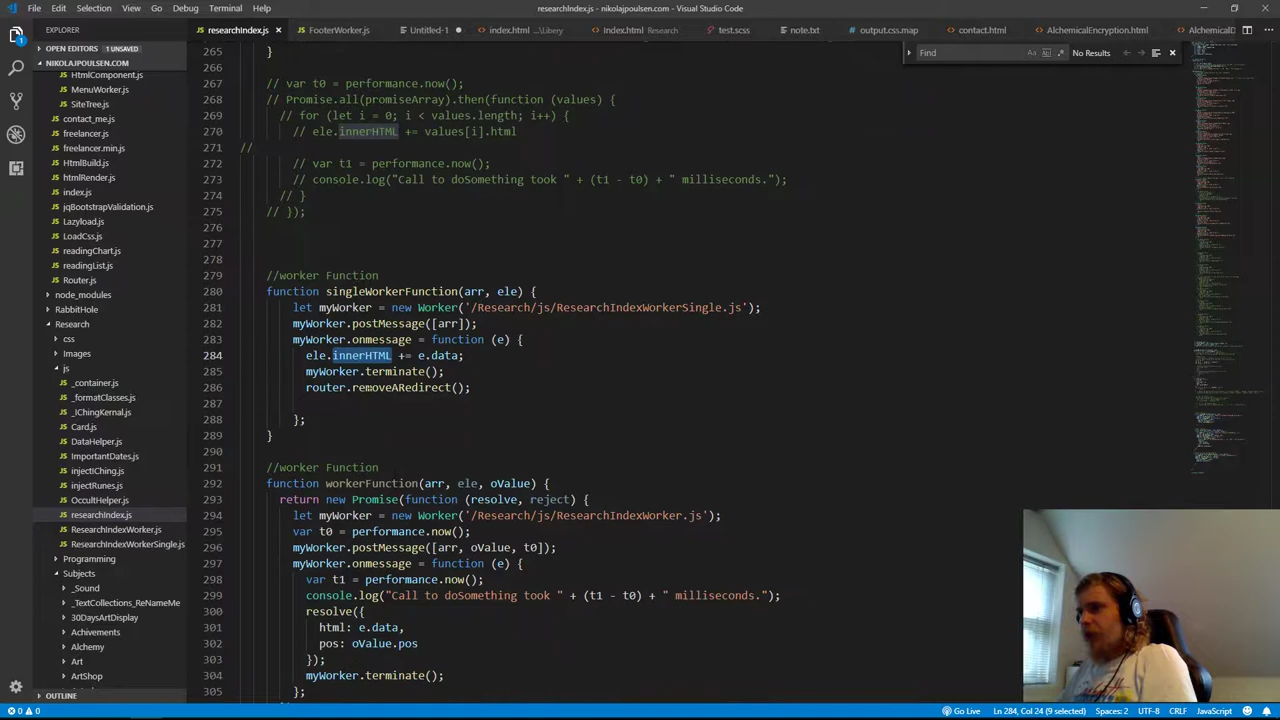 File Edit Selection View Go Debug Terminal Help
researchIndex.js - nikolajpoulsen.com - Visual Studio Code
EXPLORER
researchIndex.js × FooterWorker.js Untitled-1 index.html ...\Libery Index.html Research test.scss note.txt output.css.map contact.html AlchemicalEncryption.html AlchemicalD
OPEN EDITORS 1 UNSAVED
NIKOLAJPOULSEN.COM
HtmlComponent.js
MenuWorker.js
SiteTree.js
contact_me.js
freelancer.js
freelancer.min.js
HtmlBuild.js
htmlRender.js
index.js
jqBootstrapValidation.js
Lazyload.js
LoadCss.js
readingChart.js
readingList.js
Router.js
node_modules
RabbitHole
Research
css
Images
js
_container.js
_formatClasses.js
_IChingKernal.js
Card.js
DataHelper.js
ImportantDates.js
injectIChing.js
injectRunes.js
OccultHelper.js
researchIndex.js
ResearchIndexWorker.js
ResearchIndexWorkerSingle.js
Programming
Subjects
_Sound
_TextCollections_ReNameMe
30DaysArtDisplay
Achivements
Alchemy
Art
ArtShop
OUTLINE
Find Aa No Results
265 }
266
267 // var t0 = performance.now();
268 // Promise.all(promiseArray).then(function (values) {
269 // for (let i = 0; i < values.length; i++) {
270 // ele.innerHTML += values[i].html
271 //
272 // var t1 = performance.now();
273 // console.log("Call to doSomething took " + (t1 - t0) + " milliseconds.");
274 // }
275 // });
276
277
278
279 //worker Function
280 function singleWorkerFunction(arr, ele) {
281 let myWorker = new Worker('/Research/js/ResearchIndexWorkerSingle.js');
282 myWorker.postMessage([arr]);
283 myWorker.onmessage = function (e) {
284 ele.innerHTML += e.data;
285 myWorker.terminate();
286 router.removeARedirect();
287
288 };
289 }
290
291 //worker Function
292 function workerFunction(arr, ele, oValue) {
293 return new Promise(function (resolve, reject) {
294 let myWorker = new Worker('/Research/js/ResearchIndexWorker.js');
295 var t0 = performance.now();
296 myWorker.postMessage([arr, oValue, t0]);
297 myWorker.onmessage = function (e) {
298 var t1 = performance.now();
299 console.log("Call to doSomething took " + (t1 - t0) + " milliseconds.");
300 resolve({
301 html: e.data,
302 pos: oValue.pos
303 });
304 myWorker.terminate();
305 };
0 0 Go Live Ln 284, Col 24 (9 selected) Spaces: 2 UTF-8 CRLF JavaScript